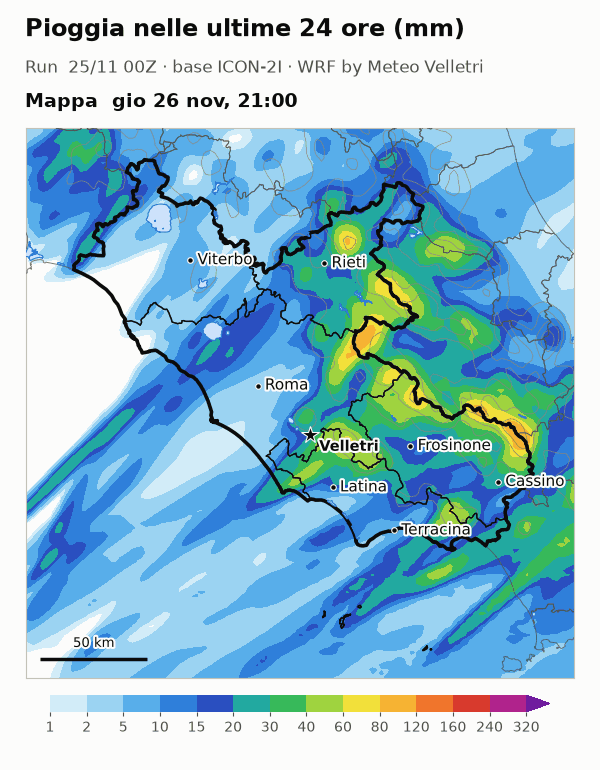 Pioggia nelle ultime 24 ore (mm)
Run  25/11 00Z · base ICON-2I · WRF by Meteo Velletri
Mappa  gio 26 nov, 21:00
Viterbo
Rieti
Roma
Velletri
Frosinone
Latina
Cassino
Terracina
50 km
1 2 5 10 15 20 30 40 60 80 120 160 240 320